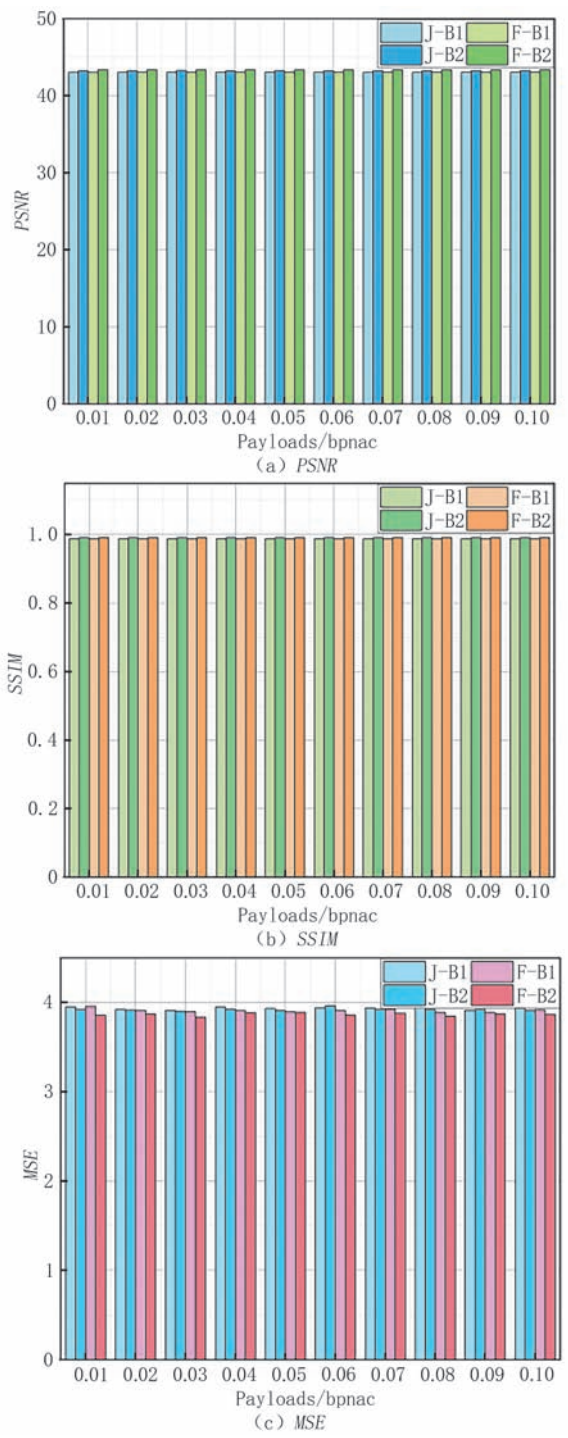 J-B1 F-B1
J-B2 F-B2
50
40
30
20
10
0
PSNR
0.01 0.02 0.03 0.04 0.05 0.06 0.07 0.08 0.09 0.10
Payloads/bpnac
(a) PSNR
J-B1 F-B1
J-B2 F-B2
1.0
0.8
0.6
0.4
0.2
0
SSIM
0.01 0.02 0.03 0.04 0.05 0.06 0.07 0.08 0.09 0.10
Payloads/bpnac
(b) SSIM
J-B1 F-B1
J-B2 F-B2
4
3
2
1
0
MSE
0.01 0.02 0.03 0.04 0.05 0.06 0.07 0.08 0.09 0.10
Payloads/bpnac
(c) MSE